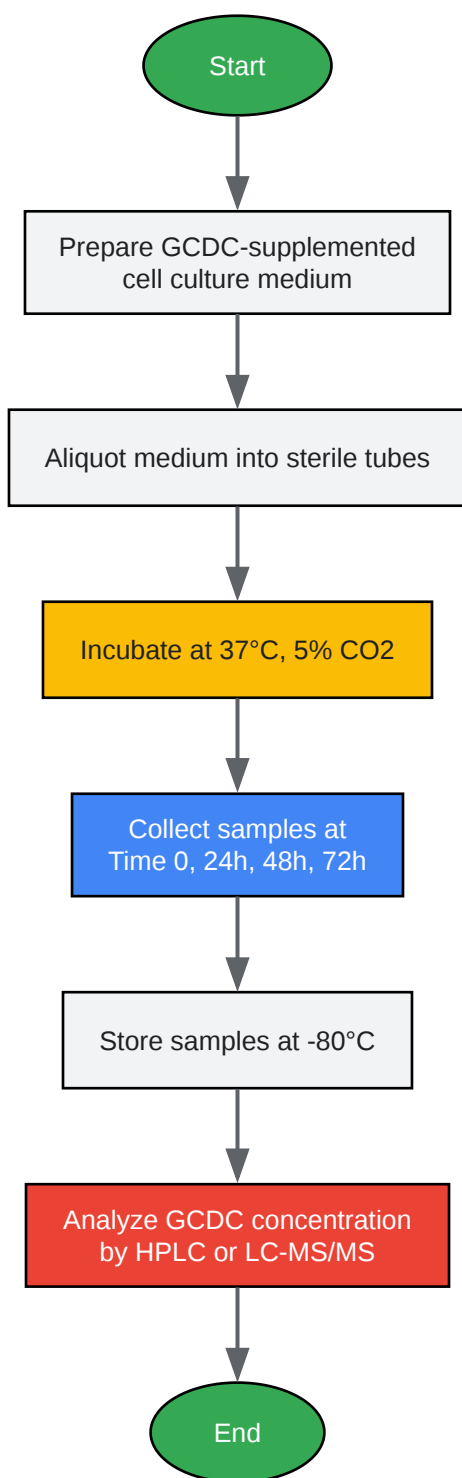 Start
Prepare GCDC-supplemented
cell culture medium
Aliquot medium into sterile tubes
Incubate at 37°C, 5% CO2
Collect samples at
Time 0, 24h, 48h, 72h
Store samples at -80°C
Analyze GCDC concentration
by HPLC or LC-MS/MS
End